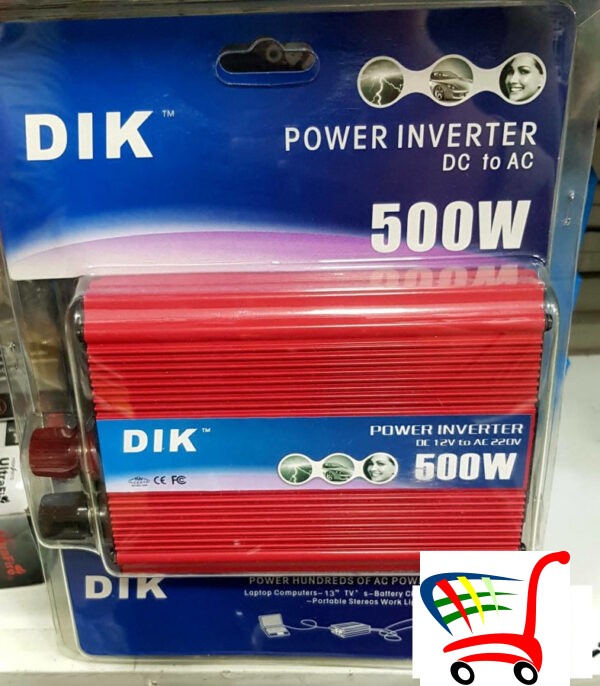 DIK™
POWER INVERTER
DC to AC
500W
DIK™
POWER INVERTER
DC 12V to AC 220V
500W
CE FC
DIK
POWER HUNDREDS OF AC POW
Laptop Computers-13" TV's-Battery C
-Portable Stereos Work Li